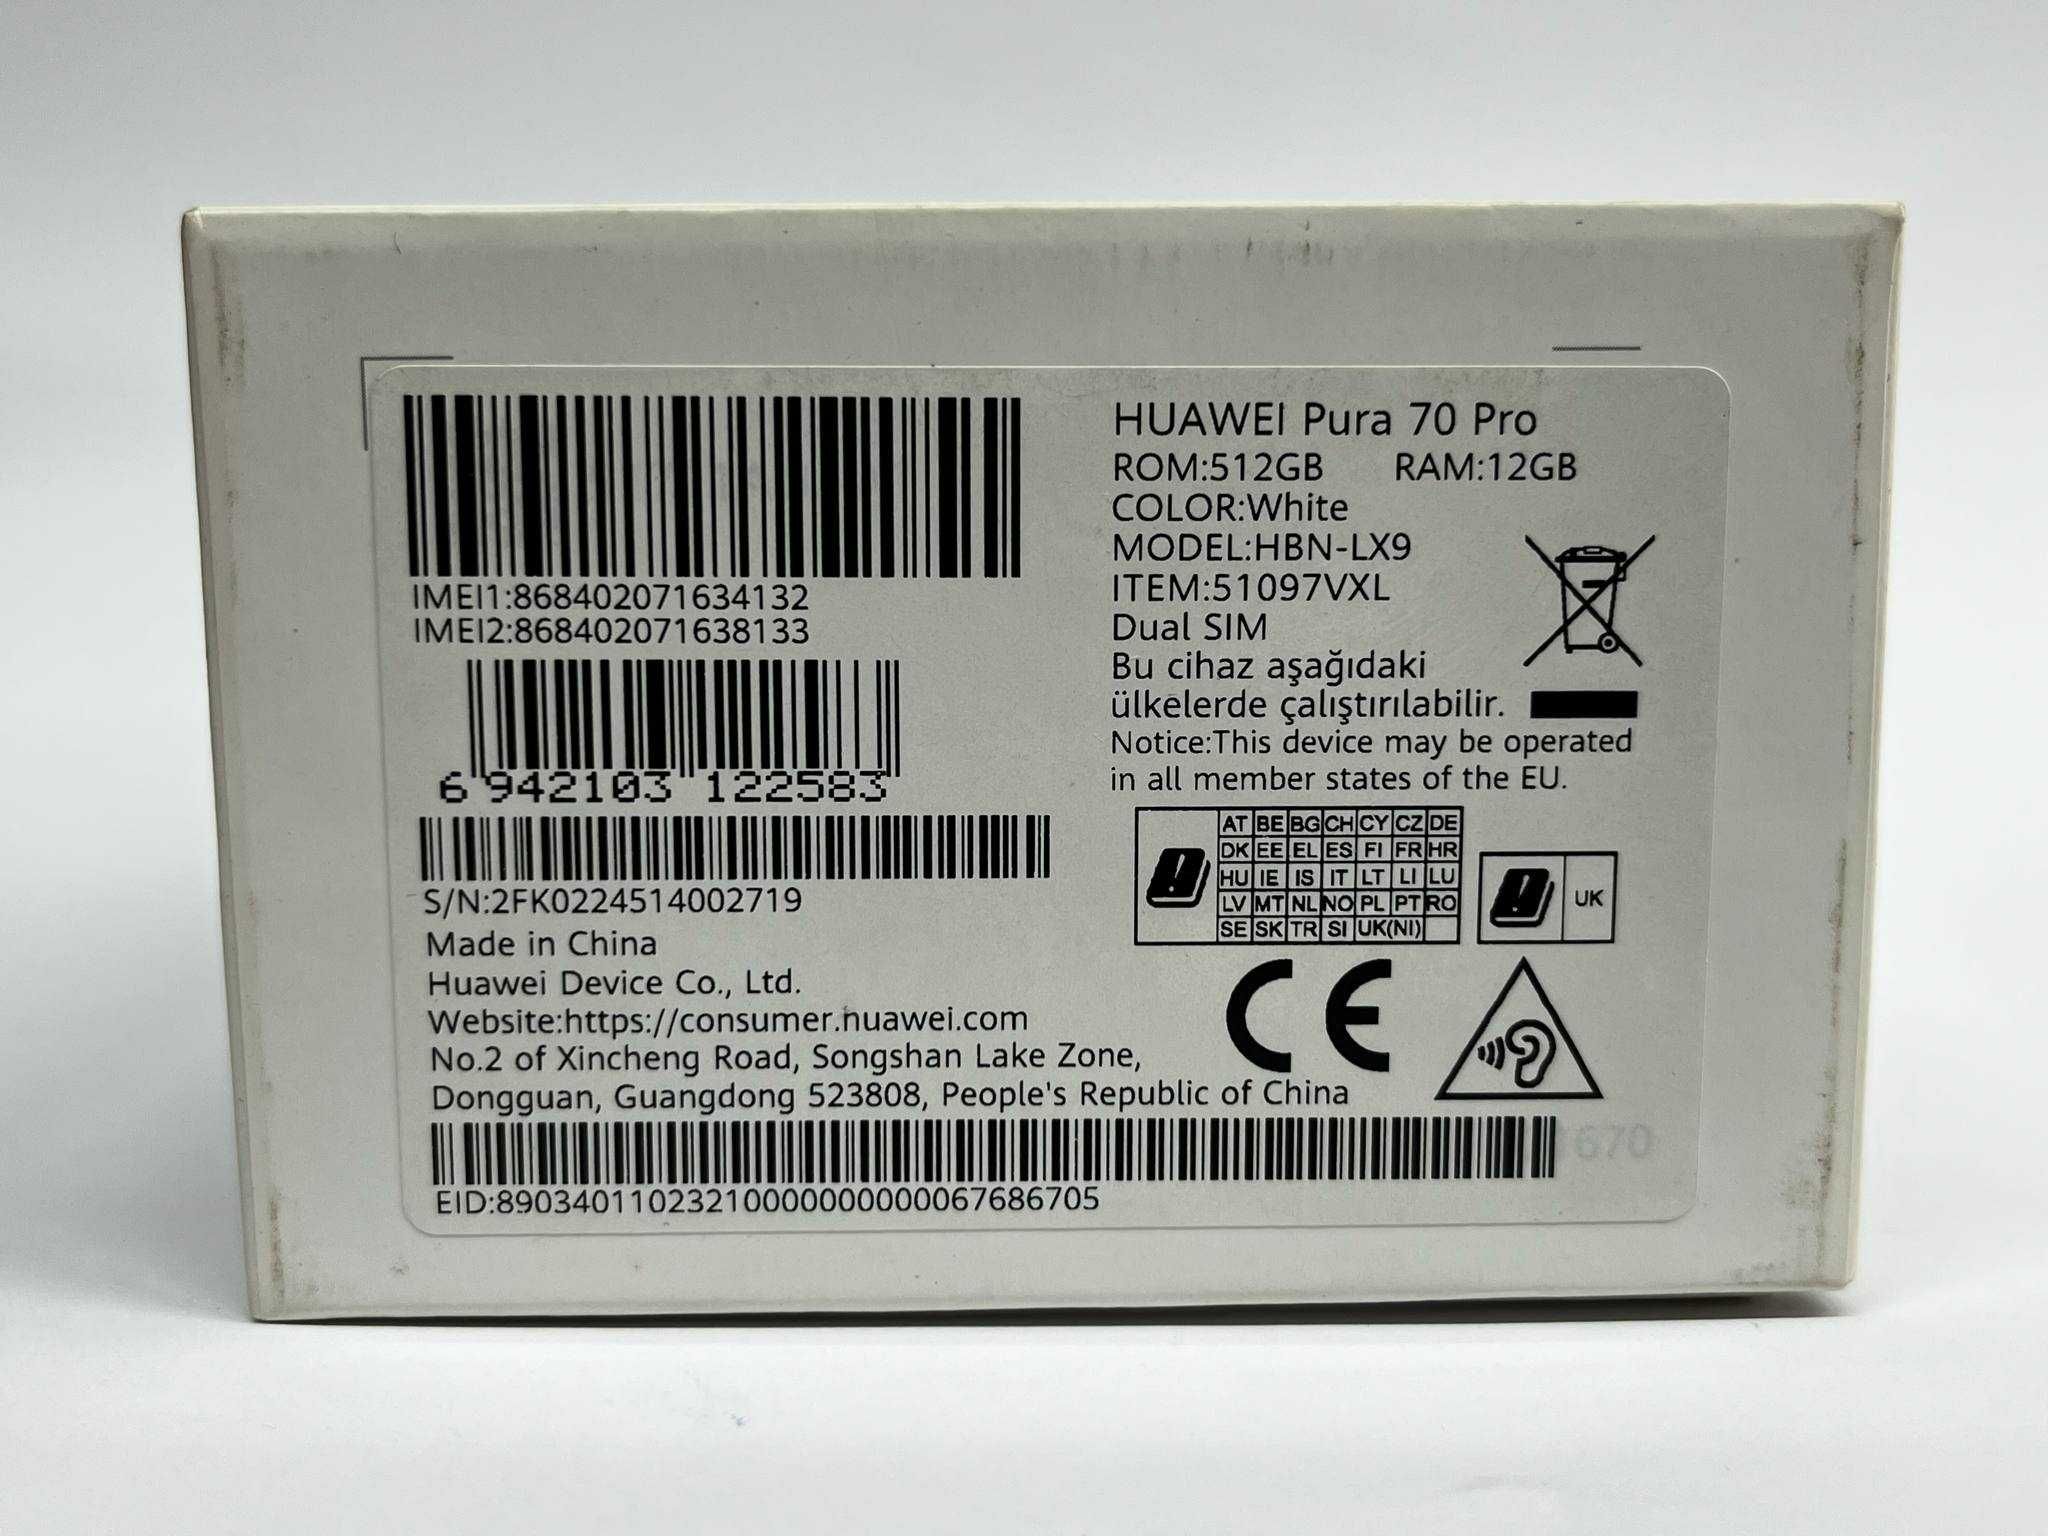 IMEI1:868402071634132
IMEI2:868402071638133
6 942103 122583
S/N:2FK0224514002719
Made in China
Huawei Device Co., Ltd.
Website:https://consumer.huawei.com
No.2 of Xincheng Road, Songshan Lake Zone,
Dongguan, Guangdong 523808, People's Republic of China
EID:89034011023210000000000067686705
HUAWEI Pura 70 Pro
ROM:512GB RAM:12GB
COLOR:White
MODEL:HBN-LX9
ITEM:51097VXL
Dual SIM
Bu cihaz aşağıdaki
ülkelerde çalıştırılabilir.
Notice:This device may be operated
in all member states of the EU.
AT BE BG CH CY CZ DE
DK EE EL ES FI FR HR
HU IE IS IT LT LI LU
LV MT NL NO PL PT RO
SE SK TR SI UK(NI)
UK
CE
670